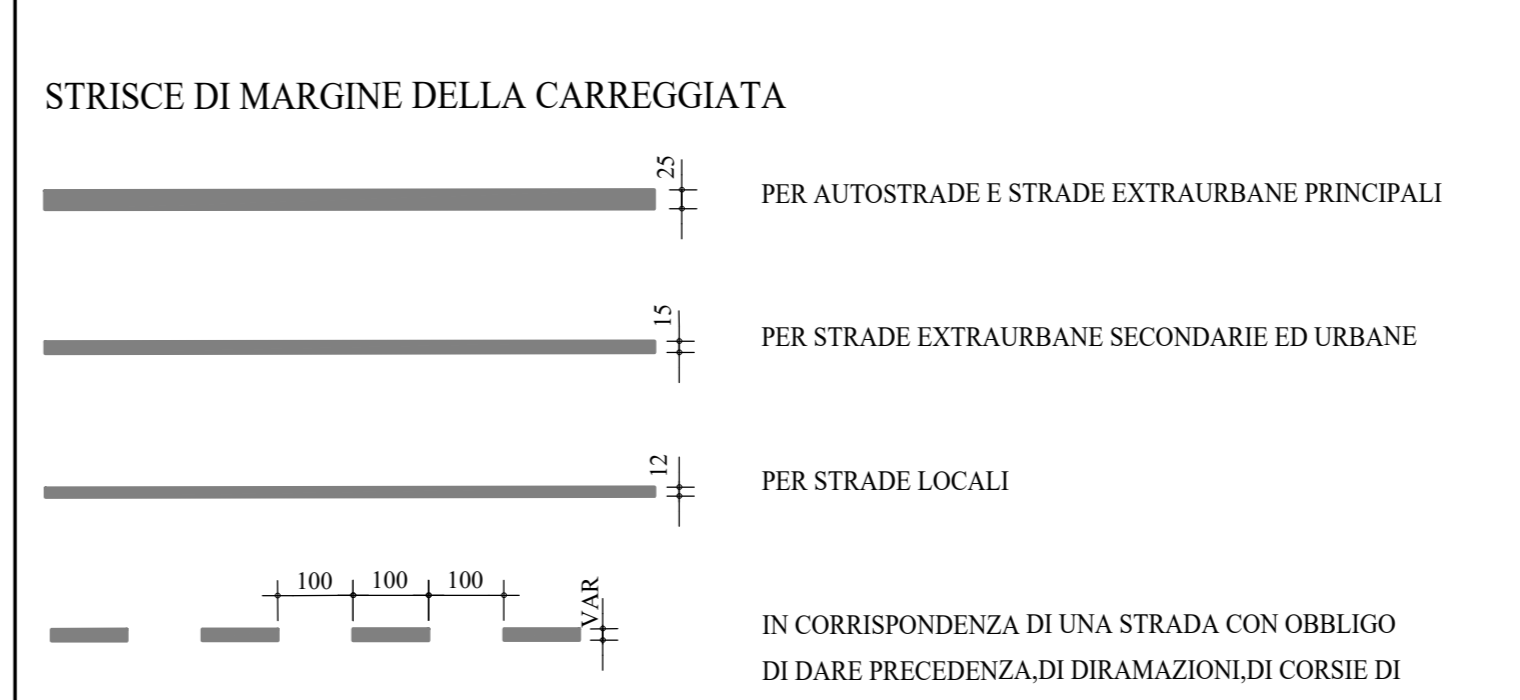 STRISCE DI MARGINE DELLA CARREGGIATA
25
PER AUTOSTRADE E STRADE EXTRAURBANE PRINCIPALI
15
PER STRADE EXTRAURBANE SECONDARIE ED URBANE
12
PER STRADE LOCALI
100 100 100
VAR
IN CORRISPONDENZA DI UNA STRADA CON OBBLIGO
DI DARE PRECEDENZA,DI DIRAMAZIONI,DI CORSIE DI